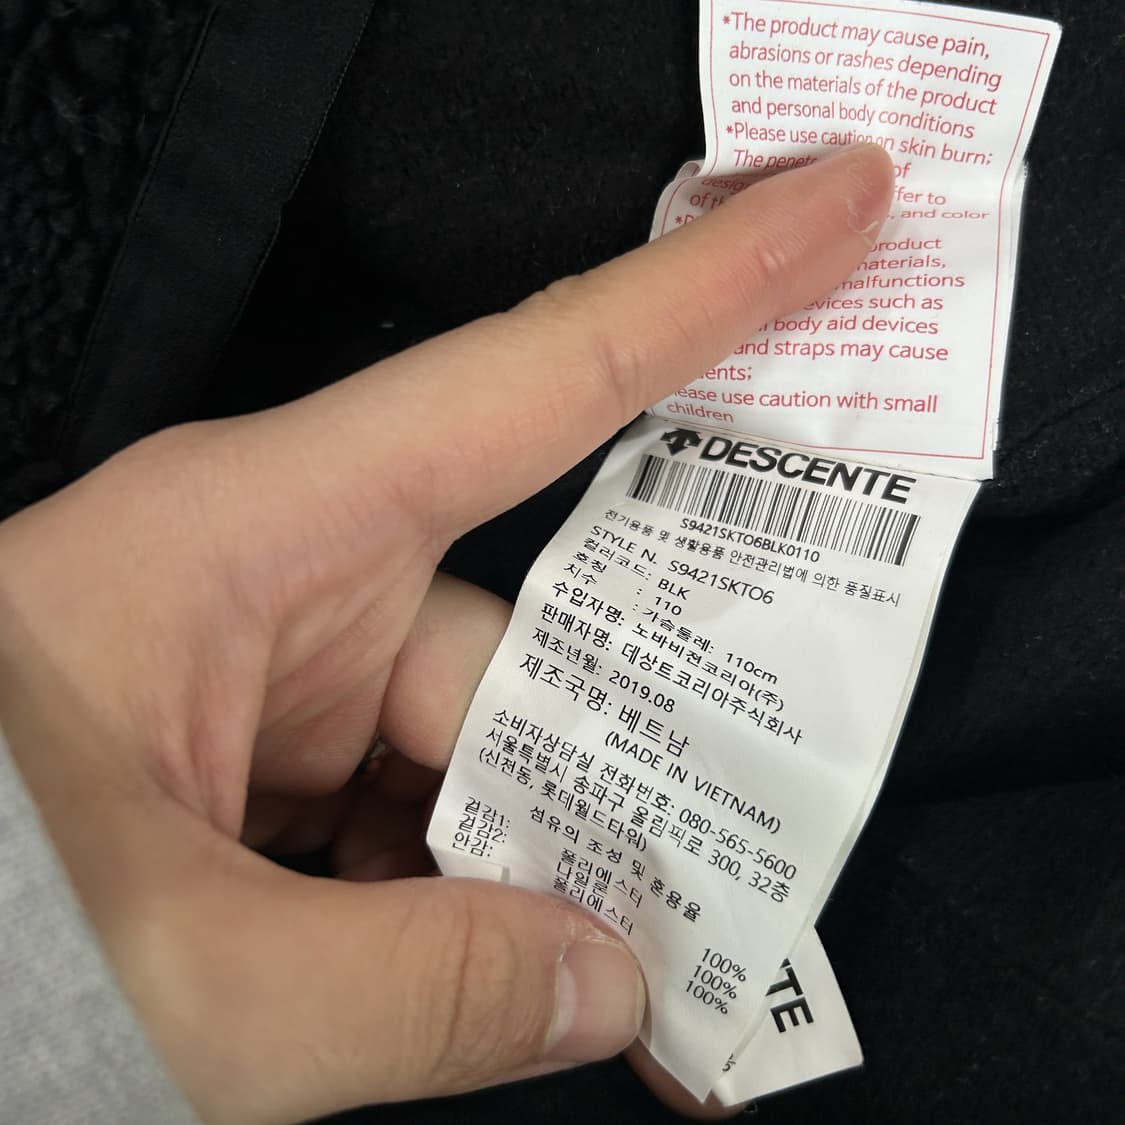 *The product may cause pain,
abrasions or rashes depending
on the materials of the product
and personal body conditions
*Please use caution on skin burn;
The of
of
and color
product
materials,
malfunctions
devices such as
body aid devices
and straps may cause
Please use caution with small
children
DESCENTE
S9421SKTO6BLK0110
전기용품 및 생활용품 안전관리법에 의한 품질표시
STYLE N. S9421SKTO6
컬러코드: BLK
호칭 : 110
치수 : 가슴둘레: 110cm
수입자명: 노바비젼코리아(주)
판매자명: 데상트코리아주식회사
제조년월: 2019.08
제조국명: 베트남
(MADE IN VIETNAM)
소비자상담실 전화번호: 080-565-5600
서울특별시 송파구 올림픽로 300, 32층
(신천동, 롯데월드타워)
섬유의 조성 및 혼용율
겉감1: 폴리에스터 100%
겉감2: 나일론 100%
안감: 폴리에스터 100%